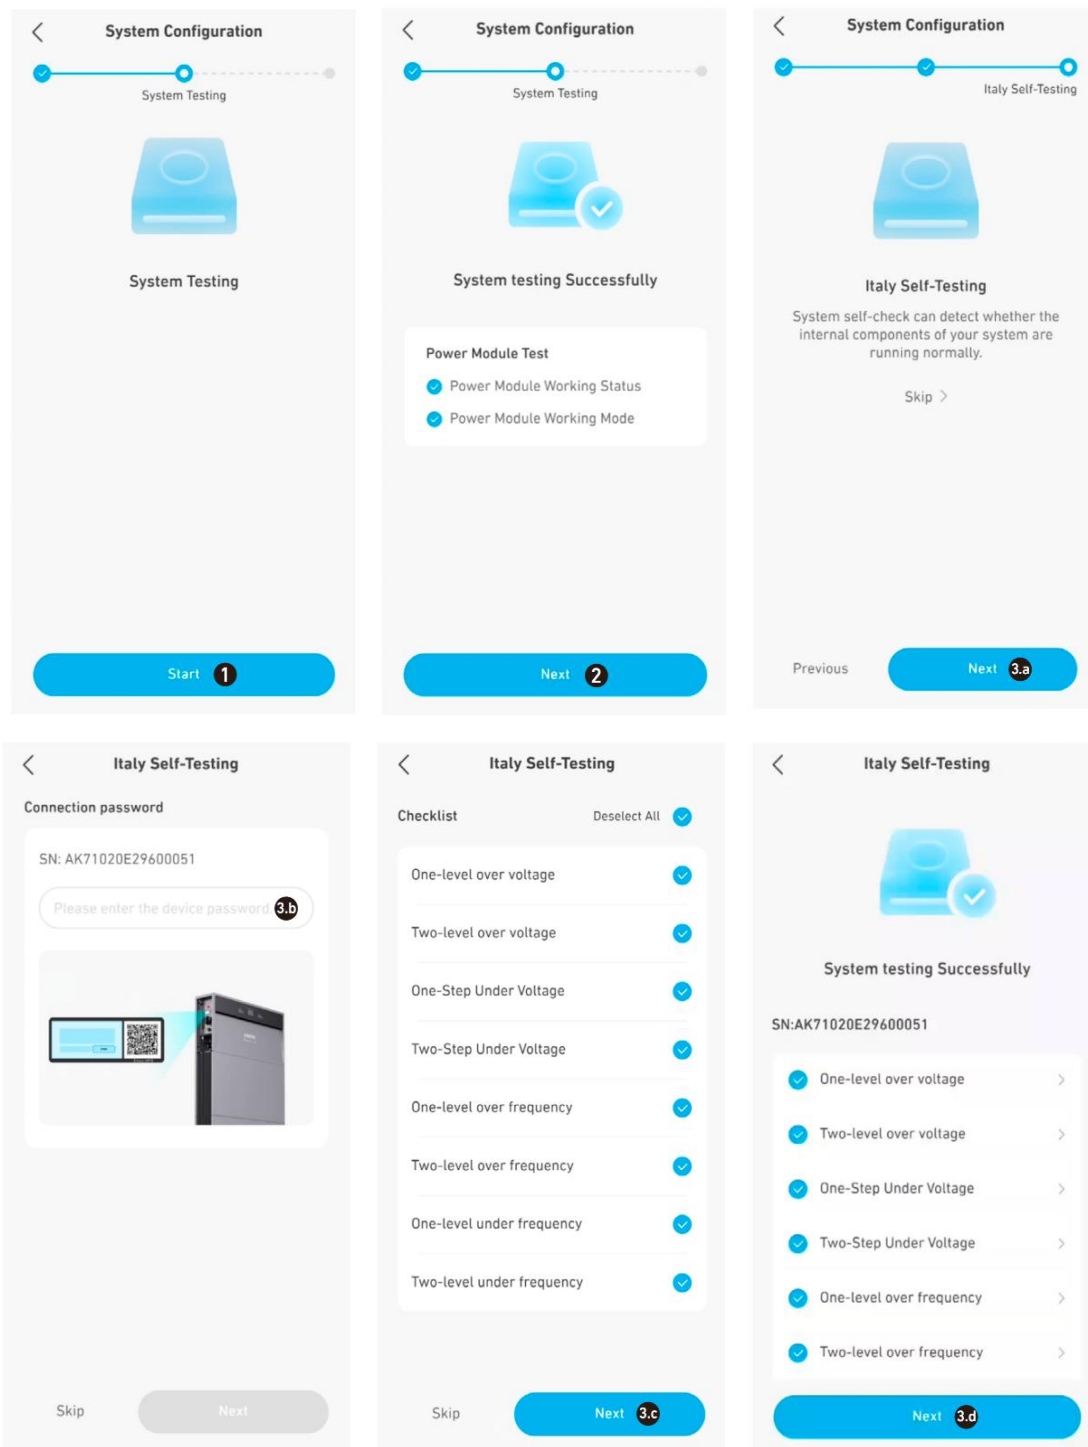 System Configuration
System Testing
System Testing
Start 1
System Configuration
System Testing
System testing Successfully
Power Module Test
Power Module Working Status
Power Module Working Mode
Next 2
System Configuration
Italy Self-Testing
Italy Self-Testing
System self-check can detect whether the
internal components of your system are
running normally.
Skip >
Previous
Next 3.a
Italy Self-Testing
Connection password
SN: AK71020E29600051
Please enter the device password 3.b
Skip
Next
Italy Self-Testing
Checklist
Deselect All
One-level over voltage
Two-level over voltage
One-Step Under Voltage
Two-Step Under Voltage
One-level over frequency
Two-level over frequency
One-level under frequency
Two-level under frequency
Skip
Next 3.c
Italy Self-Testing
System testing Successfully
SN:AK71020E29600051
One-level over voltage
Two-level over voltage
One-Step Under Voltage
Two-Step Under Voltage
One-level over frequency
Two-level over frequency
Next 3.d